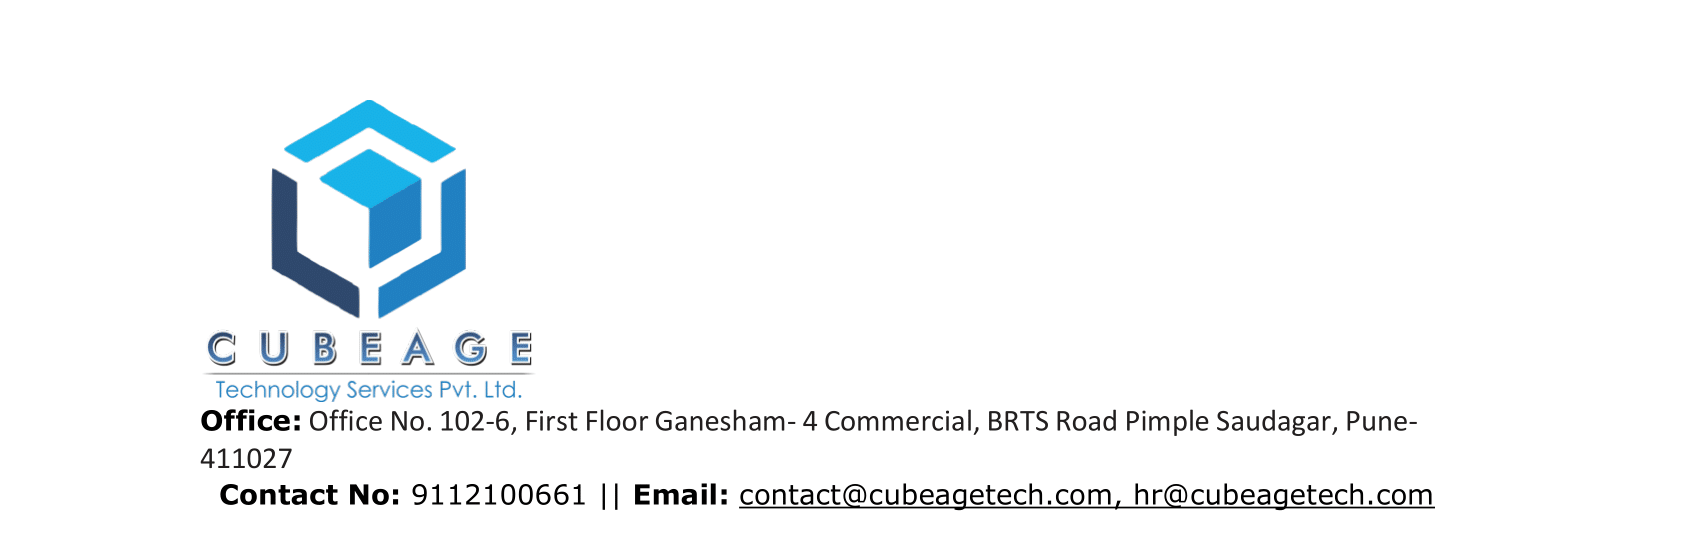 CUBEAGE
Technology Services Pvt. Ltd.
Office: Office No. 102-6, First Floor Ganesham- 4 Commercial, BRTS Road Pimple Saudagar, Pune-
411027
Contact No: 9112100661 || Email: contact@cubeagetech.com, hr@cubeagetech.com